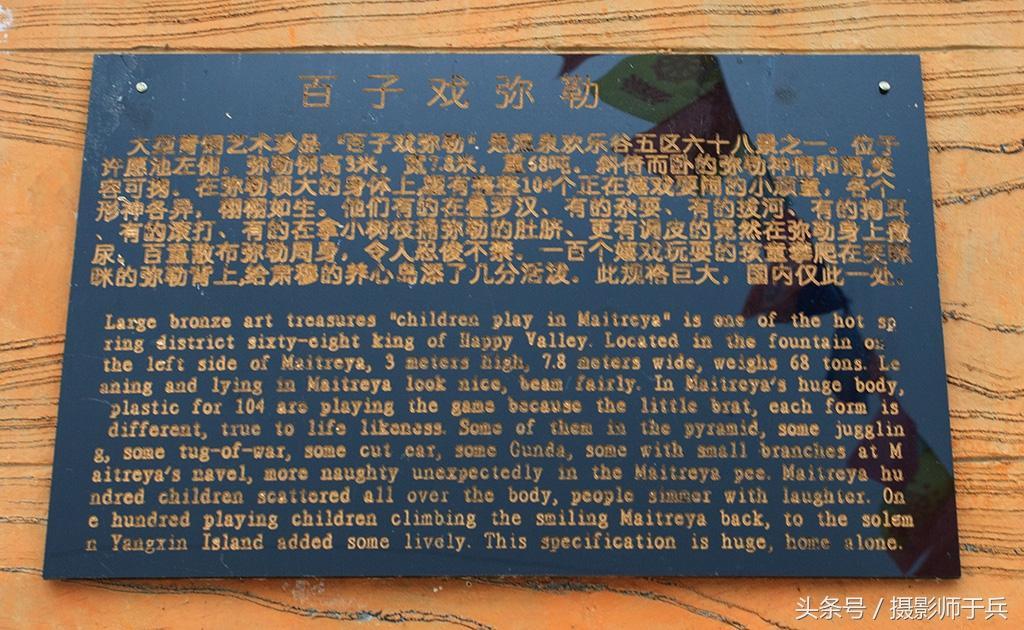 百子戏弥勒
大型青铜艺术珍品“百子戏弥勒”是温泉欢乐谷五区六十八景之一。位于
许愿池左侧，弥勒佛高3米，宽7.8米，重68吨。斜倚而卧的弥勒神情和蔼,笑
容可掬。在弥勒硕大的身体上,塑有整整104个正在嬉戏耍闹的小顽童，各个
形神各异，栩栩如生。他们有的在叠罗汉、有的杂耍、有的拔河、有的掏耳
、有的滚打、有的在拿小树枝捅弥勒的肚脐、更有调皮的竟然在弥勒身上撒
尿、百童散布弥勒周身，令人忍俊不禁。一百个嬉戏玩耍的孩童攀爬在笑眯
眯的弥勒背上,给肃穆的养心岛添了几分活泼。此规格巨大，国内仅此一处.
Large bronze art treasures "children play in Maitreya" is one of the hot sp
ring district sixty-eight king of Happy Valley. Located in the fountain on
the left side of Maitreya, 3 meters high, 7.8 meters wide, weighs 68 tons. Le
aning and lying in Maitreya look nice, beam fairly. In Maitreya's huge body,
plastic for 104 are playing the game because the little brat, each form is
different, true to life likeness. Some of them in the pyramid, some jugglin
g, some tug-of-war, some cut ear, some Gunda, some with small branches at M
aitreya's navel, more naughty unexpectedly in the Maitreya pee. Maitreya hu
ndred children scattered all over the body, people simmer with laughter. On
e hundred playing children climbing the smiling Maitreya back, to the solem
n Yangxin Island added some lively. This specification is huge, home alone.
头条号 / 摄影师于兵